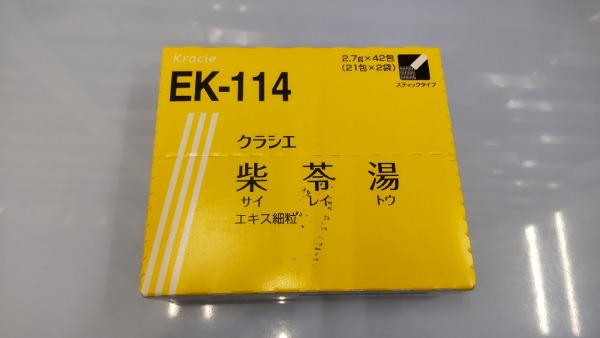 Kracie
2.7g×42包
(21包×2袋)
スティックタイプ
EK-114
クラシエ
柴苓湯
サイ レイ トウ
エキス細粒